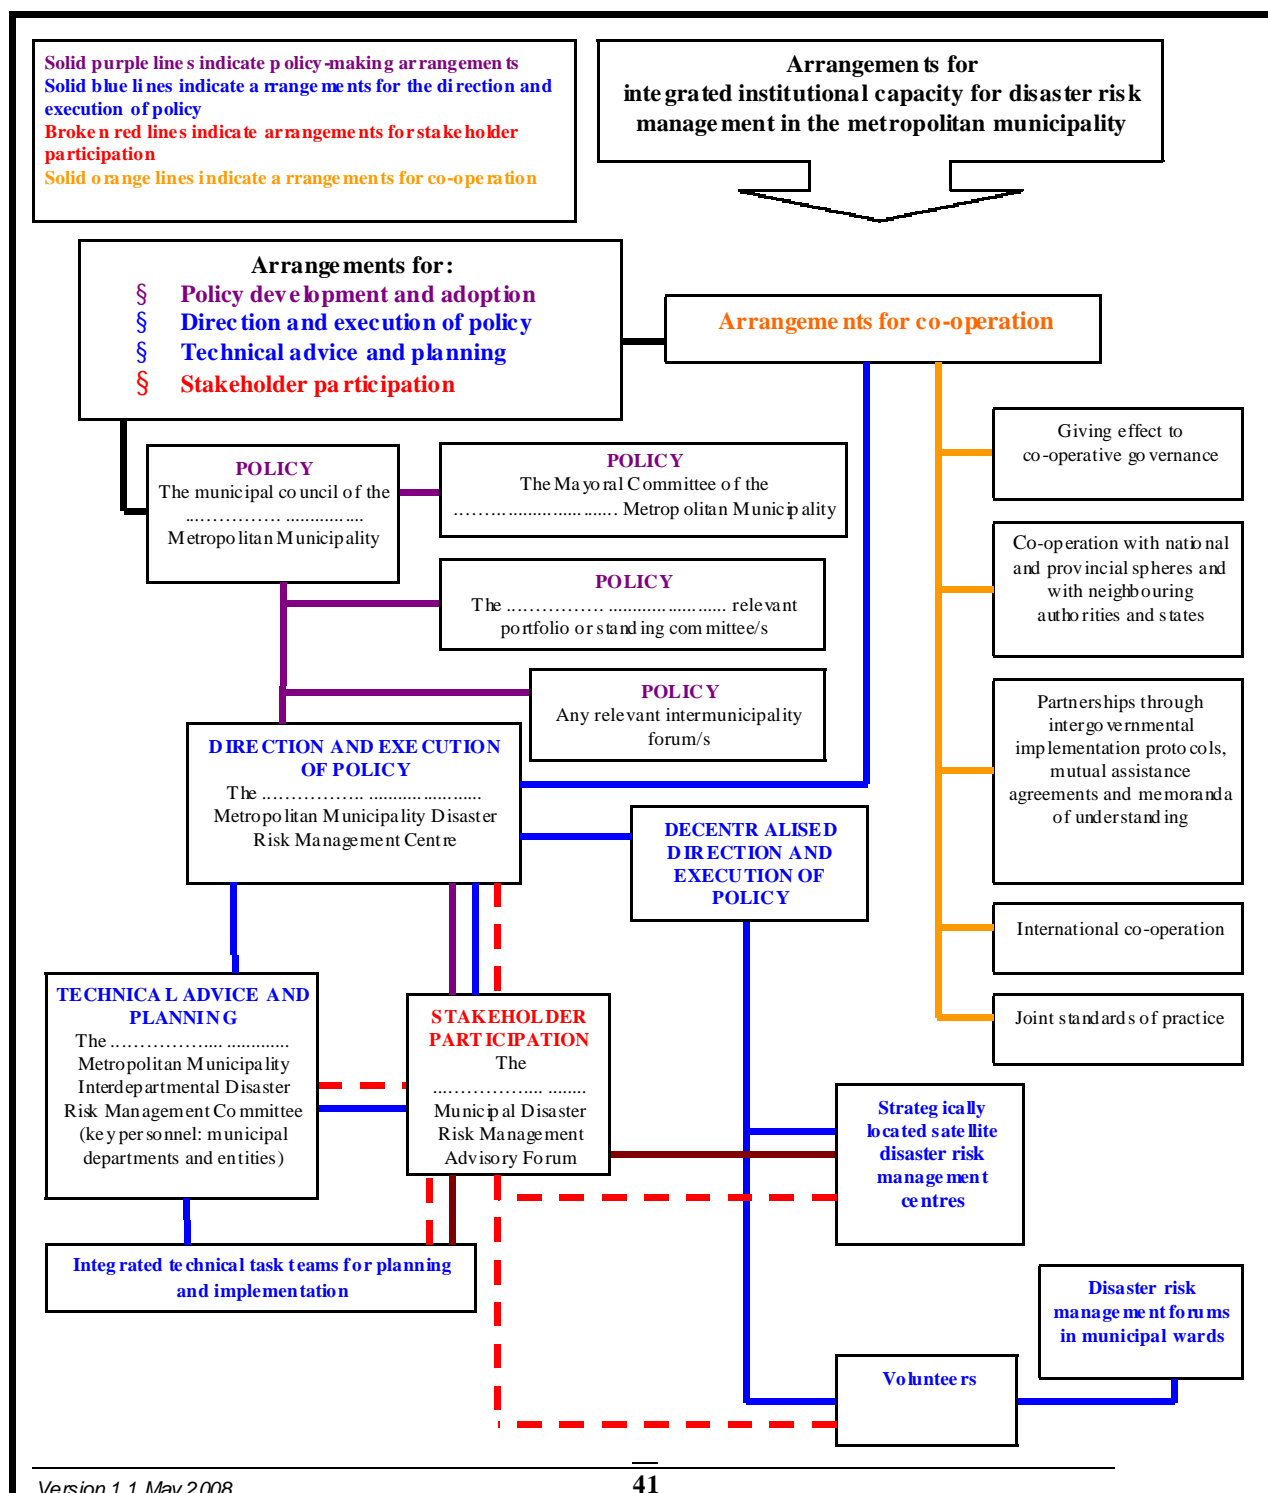 Solid purple lines indicate policy-making arrangements
Solid blue lines indicate arrangements for the direction and
execution of policy
Broken red lines indicate arrangements for stakeholder
participation
Solid orange lines indicate arrangements for co-operation
Arrangements for
integrated institutional capacity for disaster risk
management in the metropolitan municipality
Arrangements for:
§ Policy development and adoption
§ Direction and execution of policy
§ Technical advice and planning
§ Stakeholder participation
Arrangements for co-operation
Giving effect to
co-operative governance
POLICY
The municipal council of the
...…………. ..................
Metropolitan Municipality
POLICY
The Mayoral Committee of the
……... ............................ Metropolitan Municipality
Co-operation with national
and provincial spheres and
with neighbouring
authorities and states
POLICY
The ...…………… ........................... relevant
portfolio or standing committee/s
POLICY
Any relevant intermunicipality
forum/s
Partnerships through
intergovernmental
implementation protocols,
mutual assistance
agreements and memoranda
of understanding
DIRECTION AND EXECUTION
OF POLICY
The ...…………... ..........................
Metropolitan Municipality Disaster
Risk Management Centre
DECENTRALISED
DIRECTION AND
EXECUTION OF
POLICY
International co-operation
Joint standards of practice
TECHNICAL ADVICE AND
PLANNING
The ...……………..... ...............
Metropolitan Municipality
Interdepartmental Disaster
Risk Management Committee
(key personnel: municipal
departments and entities)
STAKEHOLDER
PARTICIPATION
The
...…………..... .........
Municipal Disaster
Risk Management
Advisory Forum
Strategically
located satellite
disaster risk
management
centres
Integrated technical task teams for planning
and implementation
Disaster risk
management forums
in municipal wards
Volunteers
41
Version 1.1 May 2008